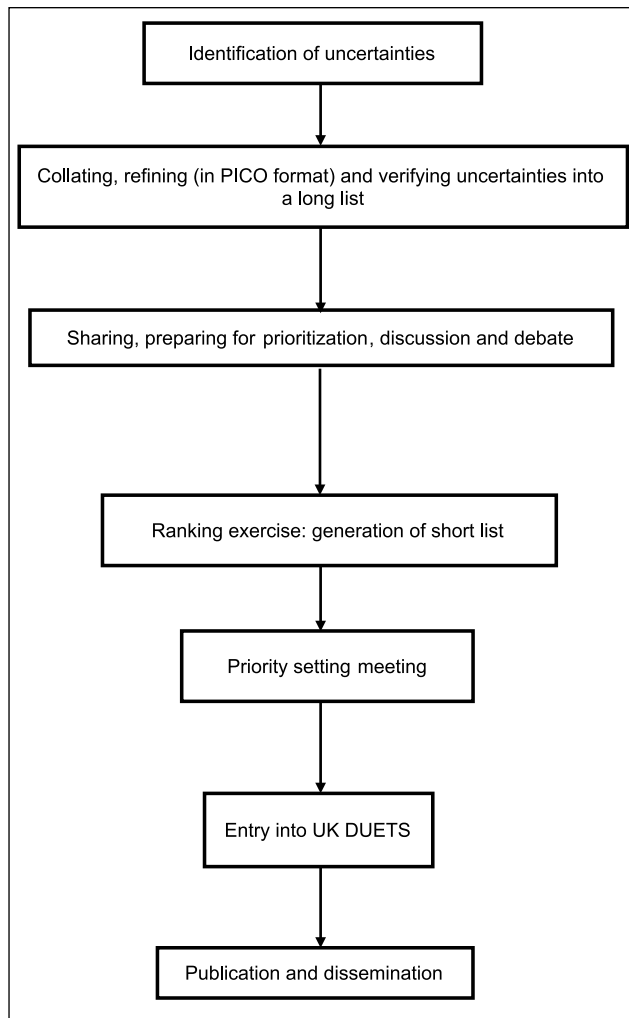 Identification of uncertainties
Collating, refining (in PICO format) and verifying uncertainties into
a long list
Sharing, preparing for prioritization, discussion and debate
Ranking exercise: generation of short list
Priority setting meeting
Entry into UK DUETS
Publication and dissemination